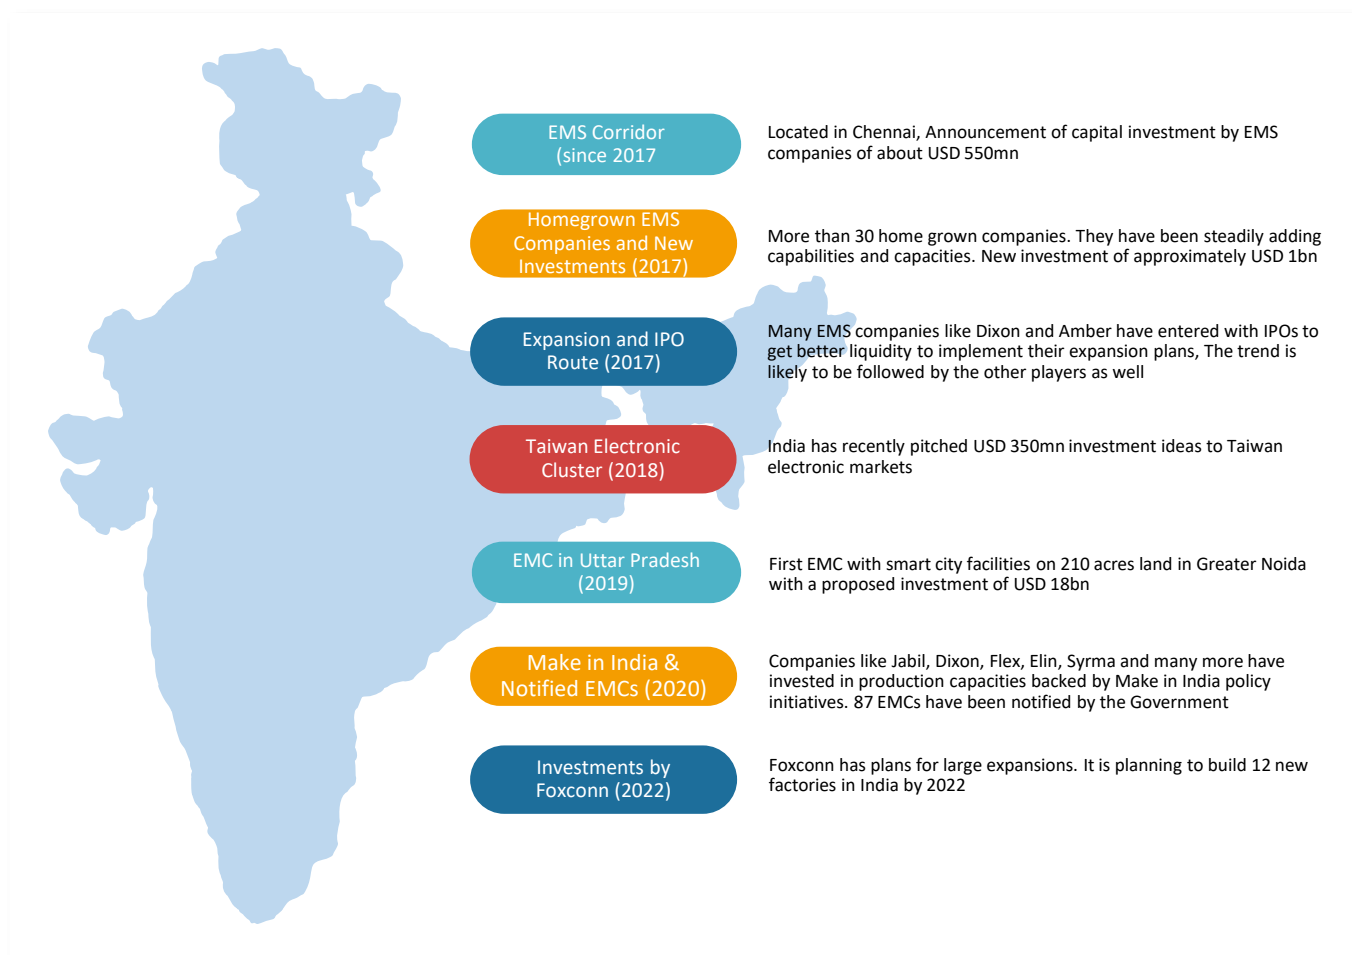 EMS Corridor
(since 2017
Located in Chennai, Announcement of capital investment by EMS
companies of about USD 550mn
Homegrown EMS
Companies and New
Investments (2017)
More than 30 home grown companies. They have been steadily adding
capabilities and capacities. New investment of approximately USD 1bn
Expansion and IPO
Route (2017)
Many EMS companies like Dixon and Amber have entered with IPOs to
get better liquidity to implement their expansion plans, The trend is
likely to be followed by the other players as well
Taiwan Electronic
Cluster (2018)
India has recently pitched USD 350mn investment ideas to Taiwan
electronic markets
EMC in Uttar Pradesh
(2019)
First EMC with smart city facilities on 210 acres land in Greater Noida
with a proposed investment of USD 18bn
Make in India &
Notified EMCs (2020)
Companies like Jabil, Dixon, Flex, Elin, Syrma and many more have
invested in production capacities backed by Make in India policy
initiatives. 87 EMCs have been notified by the Government
Investments by
Foxconn (2022)
Foxconn has plans for large expansions. It is planning to build 12 new
factories in India by 2022